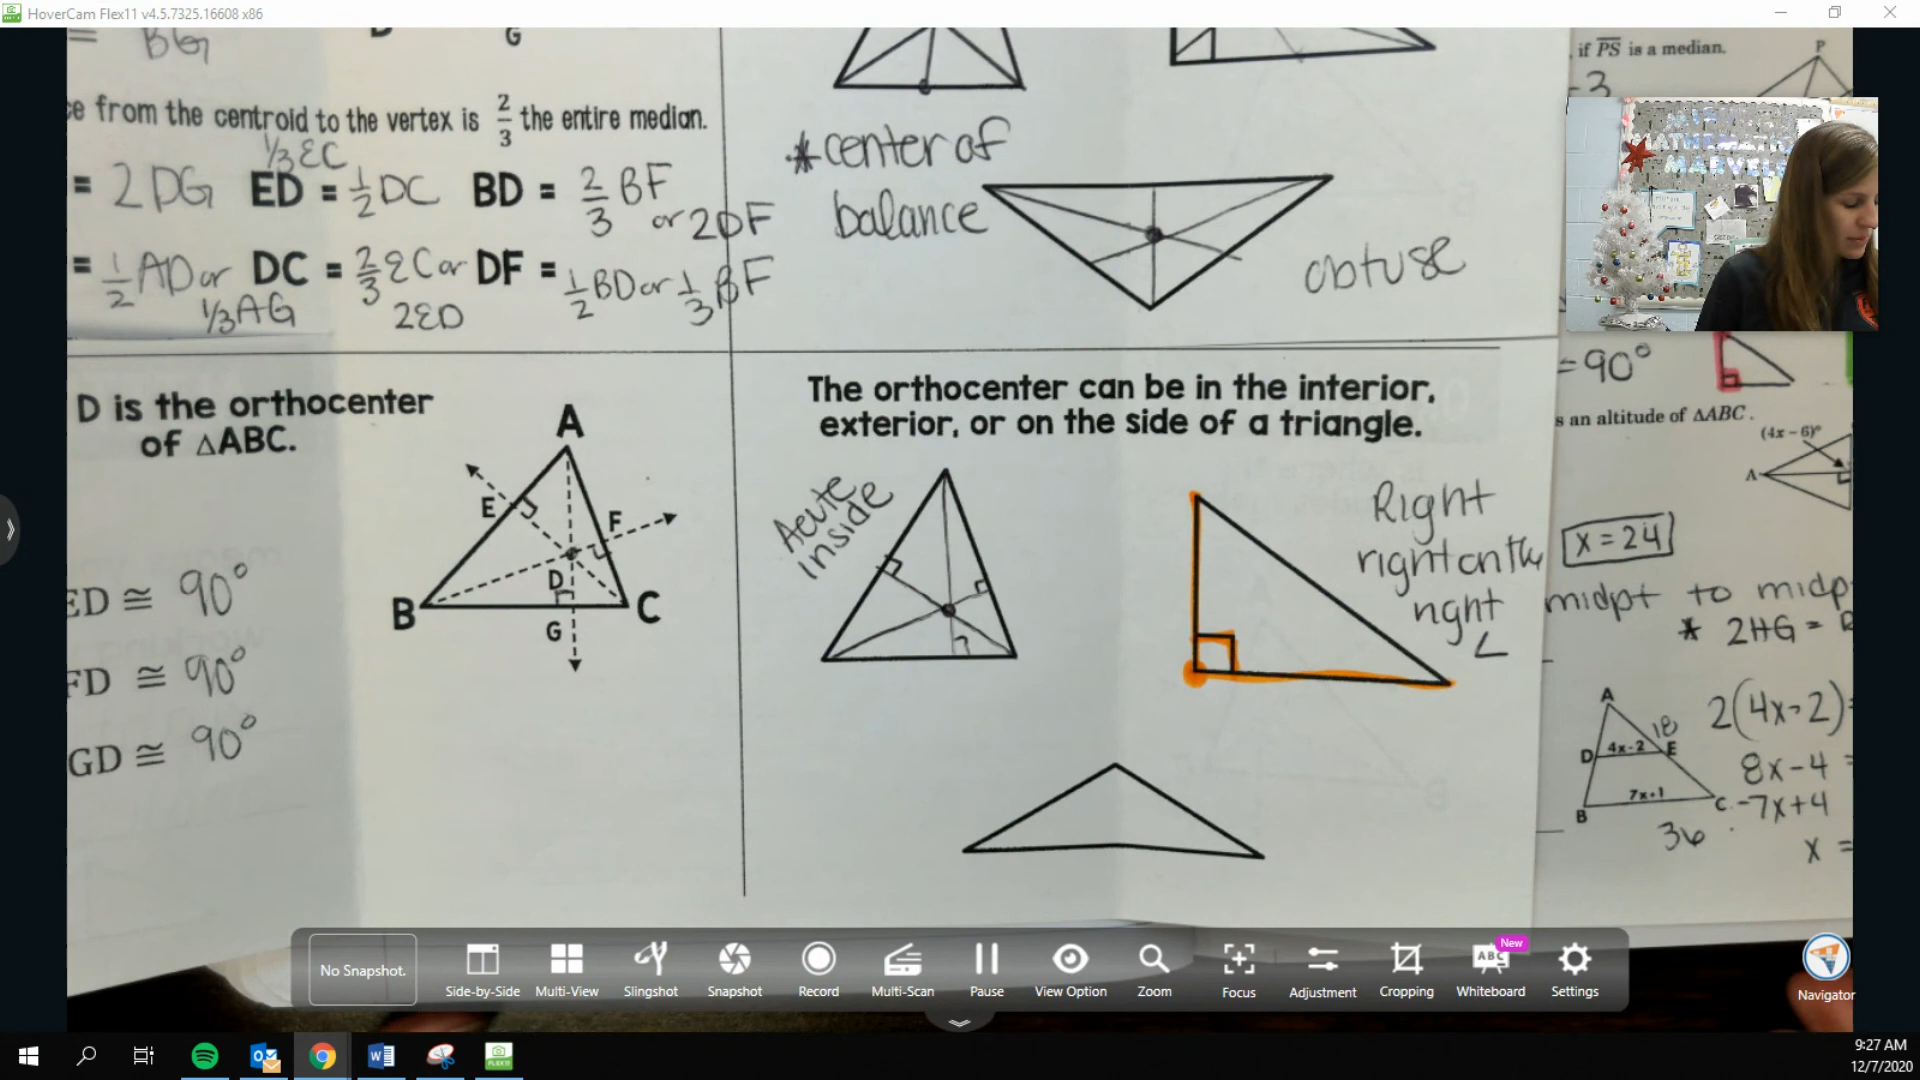 HoverCam Flex11 v4.5.7325.16608 x86
= BG
G
from the centroid to the vertex is 2/3 the entire median.
1/3 EC
= 2DG ED = 1/2 DC BD = 2/3 BF
or 2DF
= 1/2 AD or DC = 2/3 EC or DF = 1/2 BD or 1/3 BF
1/3 AG 2ED
* center of
balance
obtuse
if PS is a median.
P
3
= 90°
s an altitude of △ABC.
(4x – 6)°
A
x = 24
midpt to midp
* 2HG =
A
D 4x-2 E
18
B 7x+1 C
36
2(4x-2)
8x-4
-7x+4
x =
D is the orthocenter
of △ABC.
ED ≅ 90°
FD ≅ 90°
GD ≅ 90°
A
E
F
D
B
C
G
The orthocenter can be in the interior,
exterior, or on the side of a triangle.
Acute
inside
Right
right on the
right
∠
No Snapshot.
Side-by-Side
Multi-View
Slingshot
Snapshot
Record
Multi-Scan
Pause
View Option
Zoom
Focus
Adjustment
Cropping
New
ABC
Whiteboard
Settings
Navigator
9:27 AM
12/7/2020